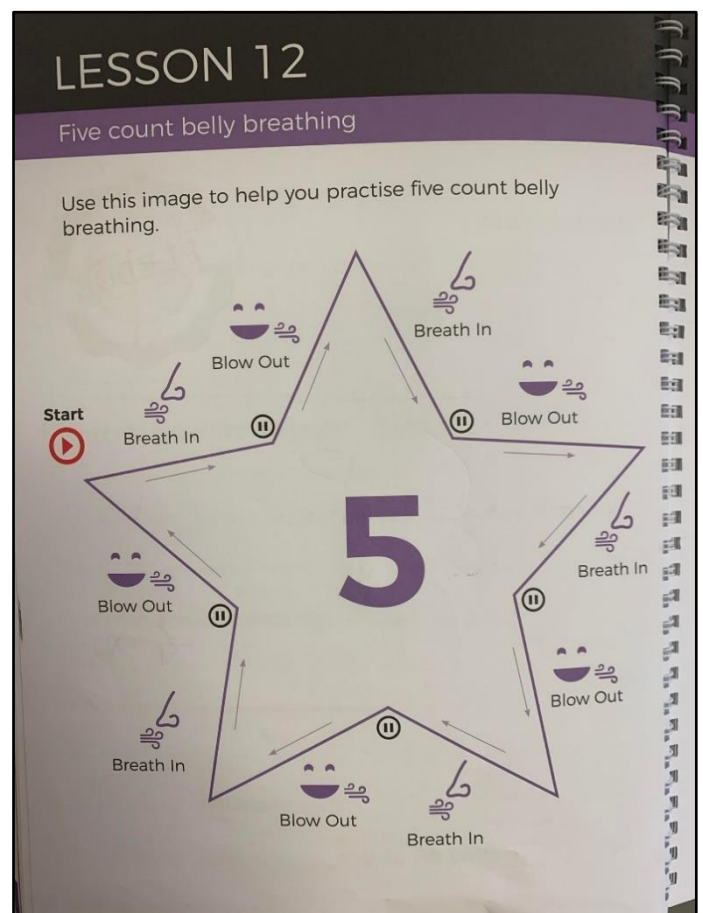 LESSON 12
Five count belly breathing
Use this image to help you practise five count belly
breathing.
Start
Breath In
Blow Out
Breath In
Blow Out
Breath In
Blow Out
Breath In
Blow Out
Breath In
Blow Out
5